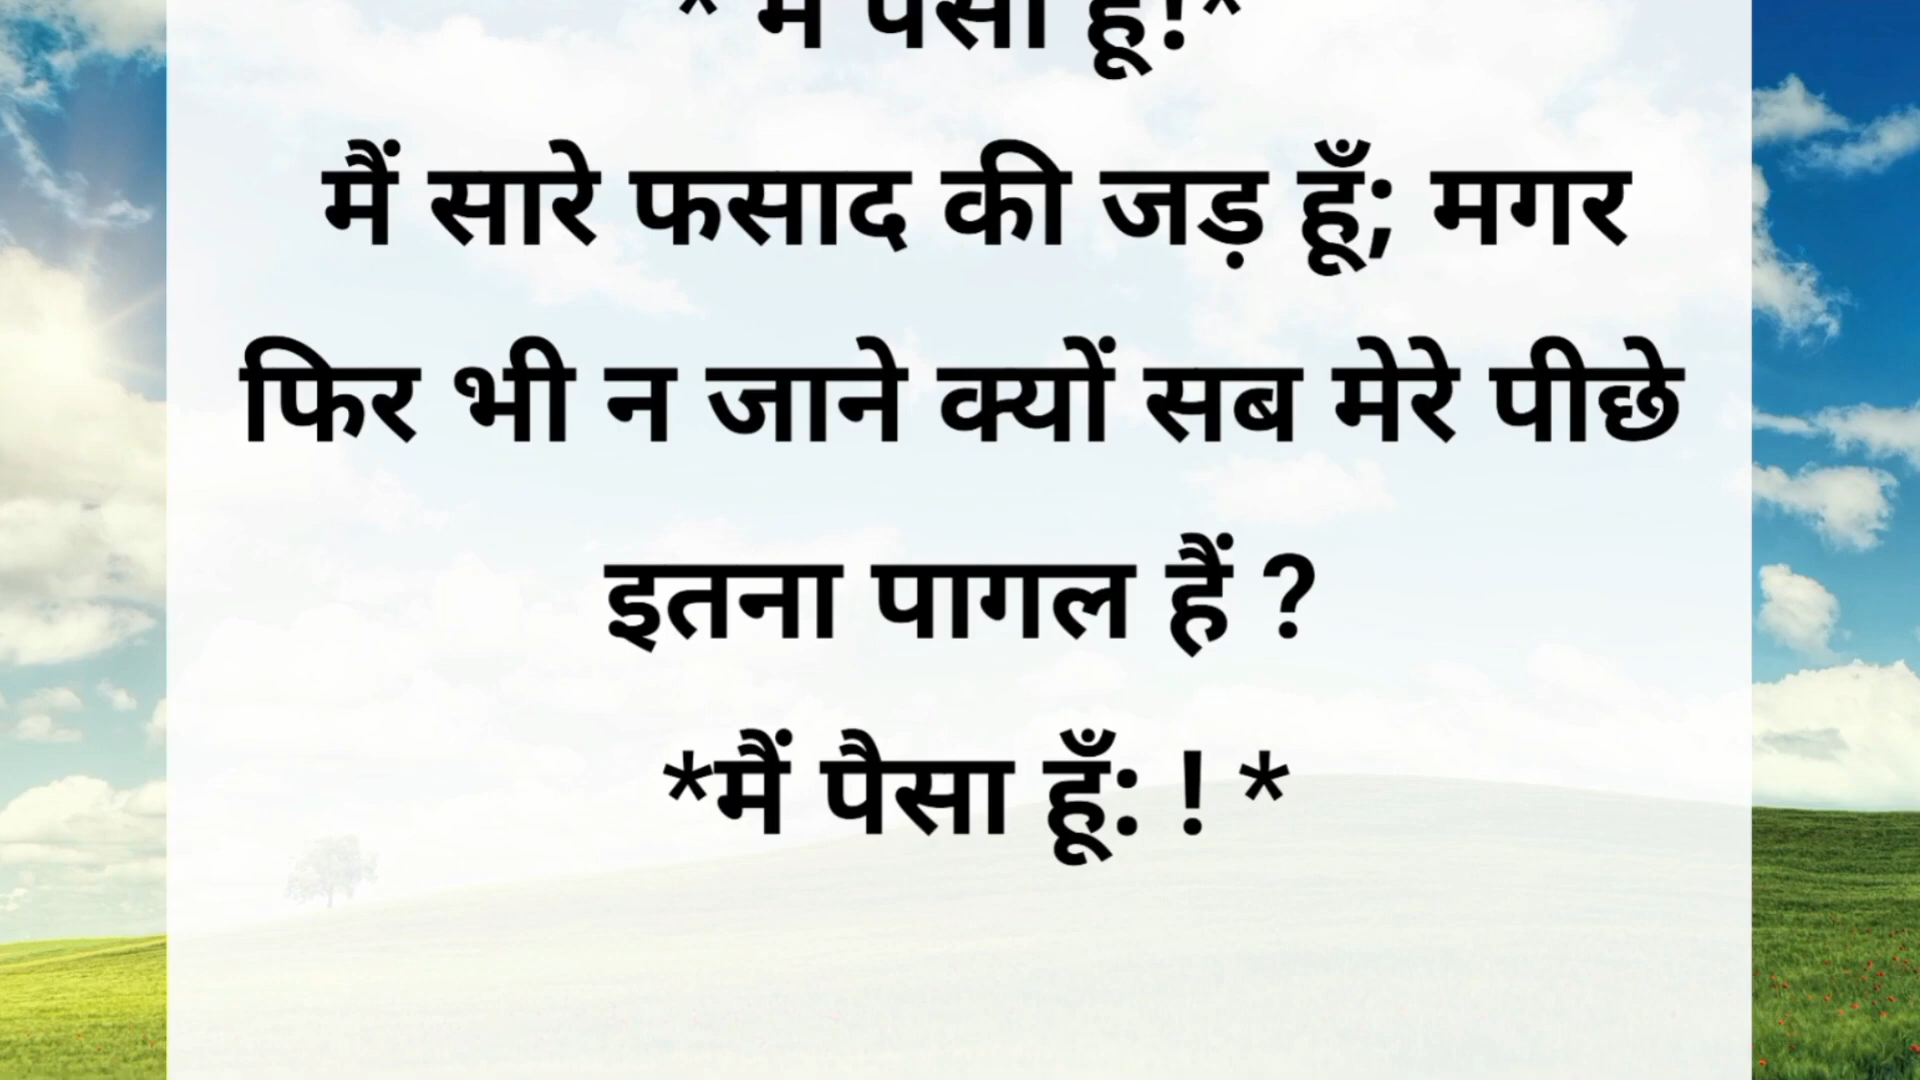 * मैं पैसा हूँ!*
मैं सारे फसाद की जड़ हूँ; मगर
फिर भी न जाने क्यों सब मेरे पीछे
इतना पागल हैं ?
*मैं पैसा हूँ: ! *